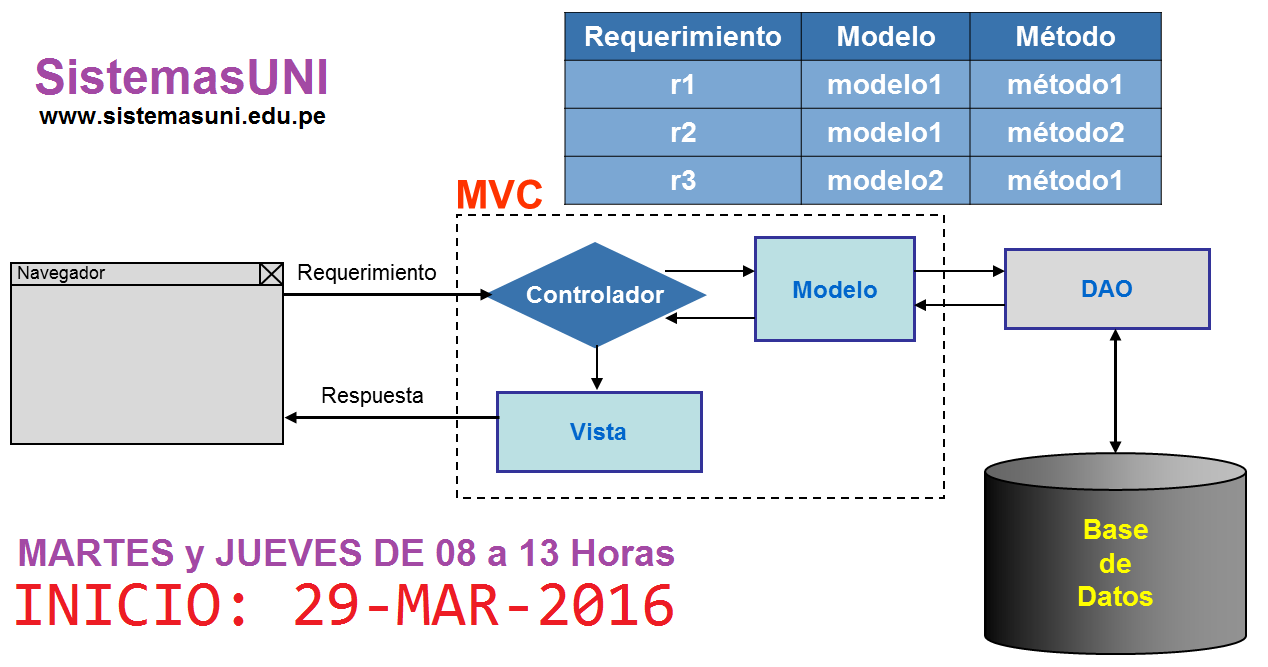 SistemasUNI
www.sistemasuni.edu.pe
Requerimiento Modelo Método
r1 modelo1 método1
r2 modelo1 método2
r3 modelo2 método1
MVC
Navegador
Requerimiento
Controlador
Modelo
DAO
Respuesta
Vista
Base
de
Datos
MARTES y JUEVES DE 08 a 13 Horas
INICIO: 29-MAR-2016